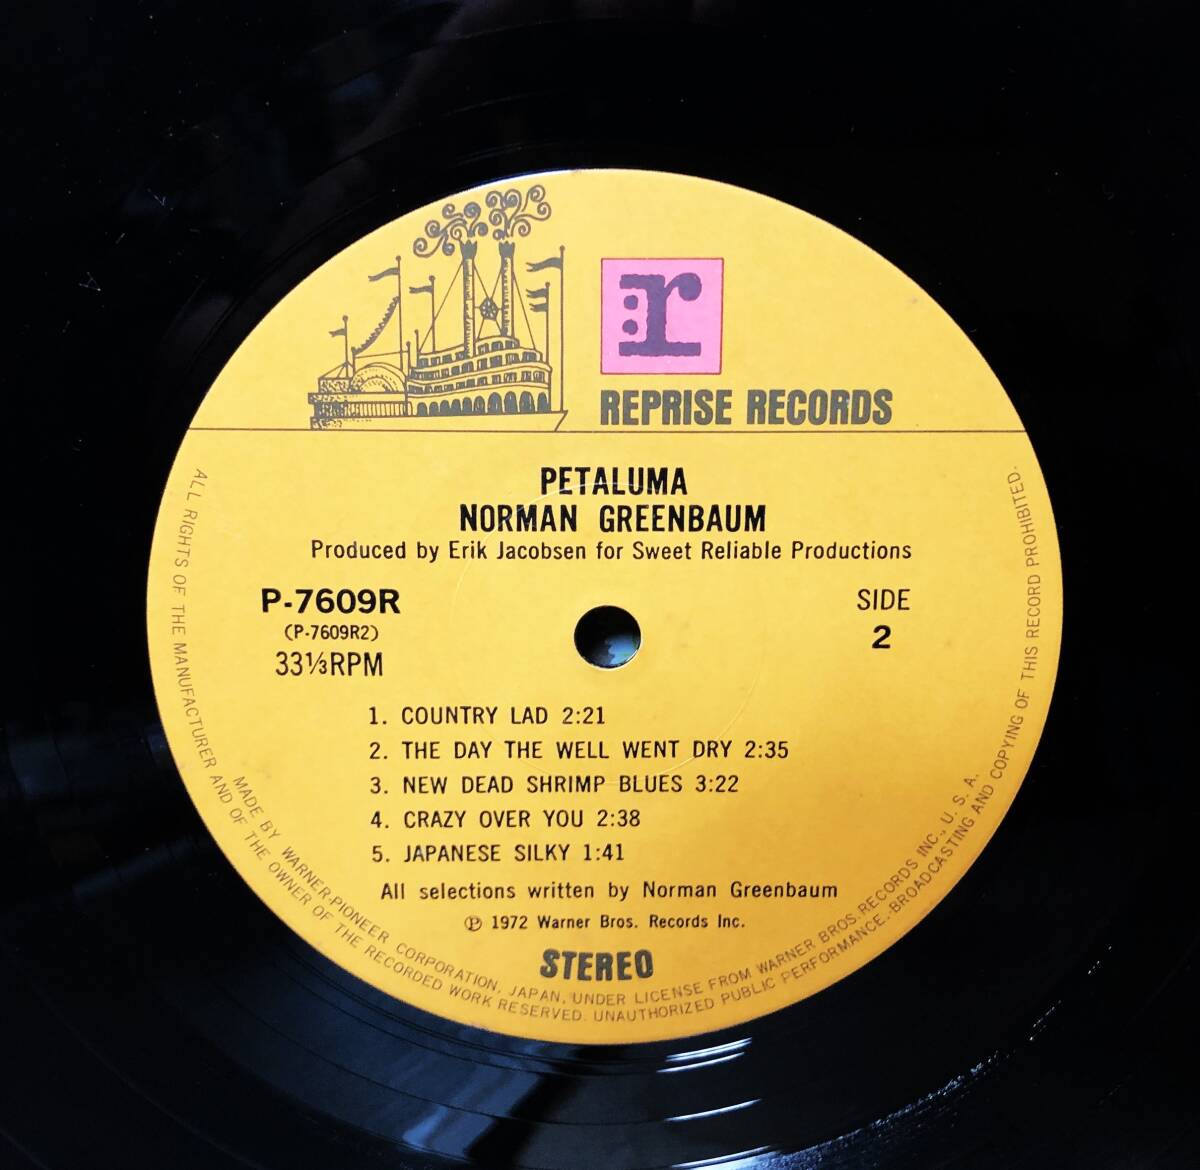 :r
REPRISE RECORDS
PETALUMA
NORMAN GREENBAUM
Produced by Erik Jacobsen for Sweet Reliable Productions
P-7609R
(P-7609R2)
33⅓RPM
SIDE
2
1. COUNTRY LAD 2:21
2. THE DAY THE WELL WENT DRY 2:35
3. NEW DEAD SHRIMP BLUES 3:22
4. CRAZY OVER YOU 2:38
5. JAPANESE SILKY 1:41
All selections written by Norman Greenbaum
Ⓟ 1972 Warner Bros. Records Inc.
STEREO
MADE BY WARNER-PIONEER CORPORATION, JAPAN, UNDER LICENSE FROM WARNER BROS. RECORDS INC., U. S. A.
ALL RIGHTS OF THE MANUFACTURER AND OF THE OWNER OF THE RECORDED WORK RESERVED. UNAUTHORIZED PUBLIC PERFORMANCE, BROADCASTING AND COPYING OF THIS RECORD PROHIBITED.